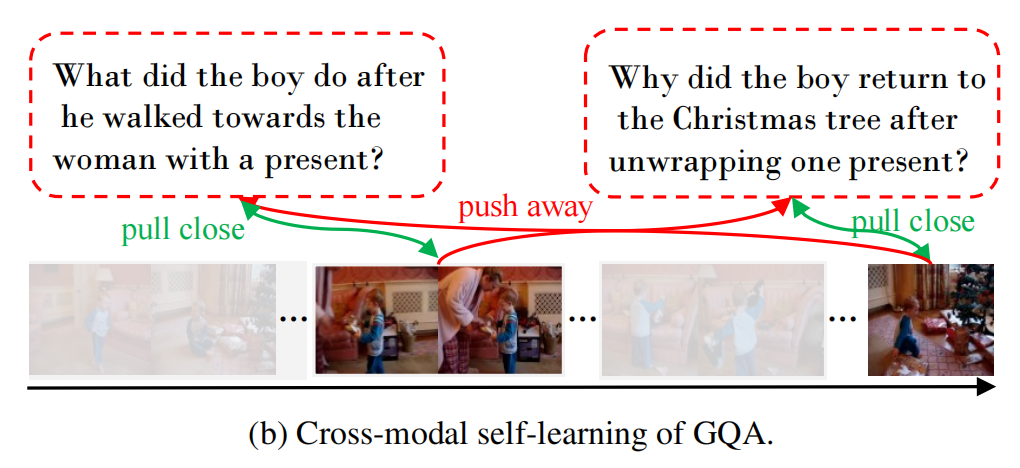 What did the boy do after
he walked towards the
woman with a present?
Why did the boy return to
the Christmas tree after
unwrapping one present?
push away
pull close
pull close
...
...
...
(b) Cross-modal self-learning of GQA.